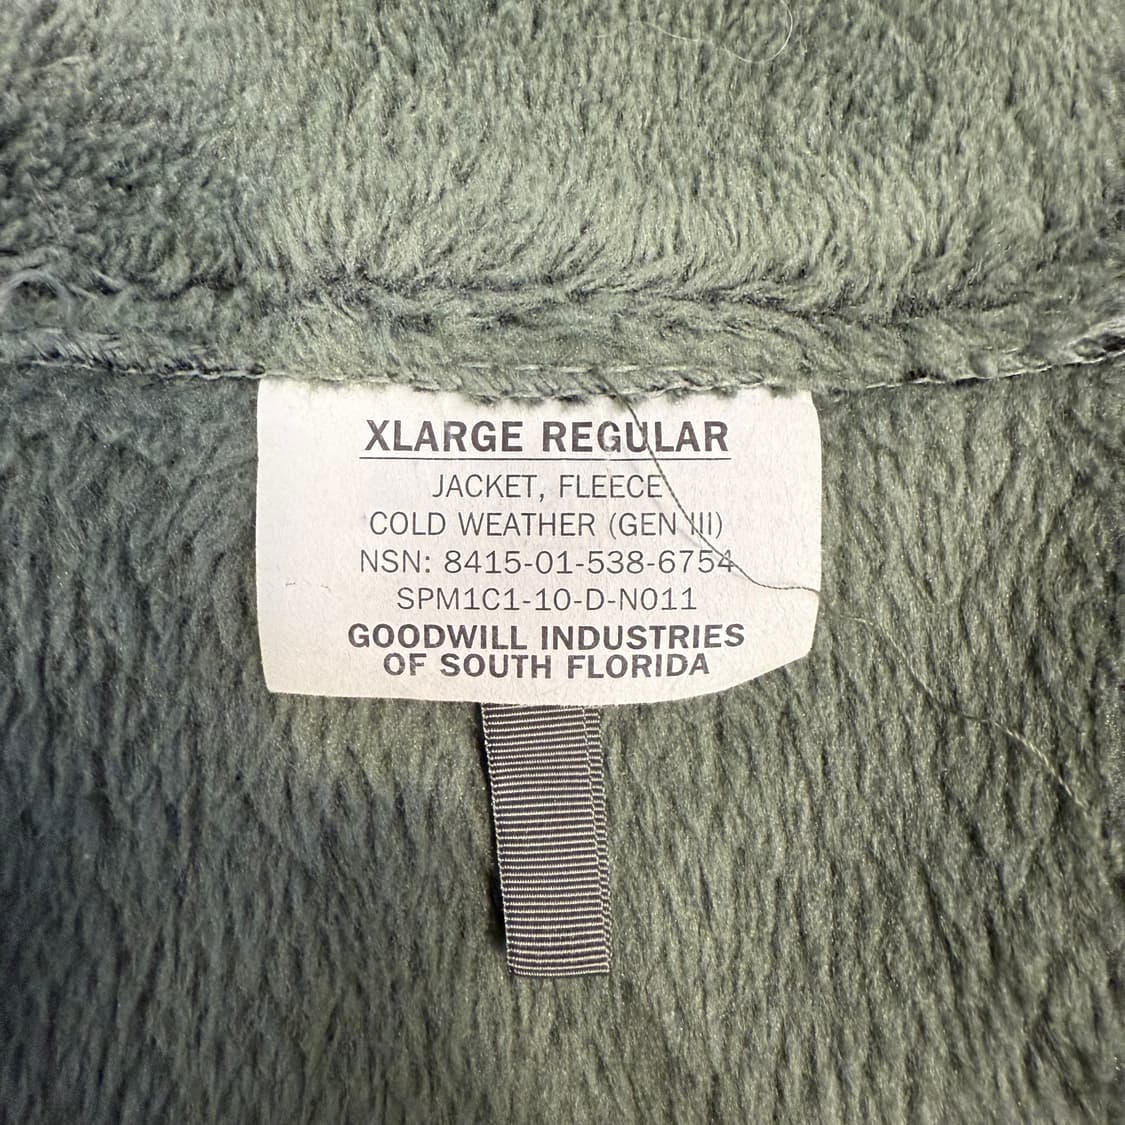 XLARGE REGULAR
JACKET, FLEECE
COLD WEATHER (GEN III)
NSN: 8415-01-538-6754
SPM1C1-10-D-N011
GOODWILL INDUSTRIES
OF SOUTH FLORIDA